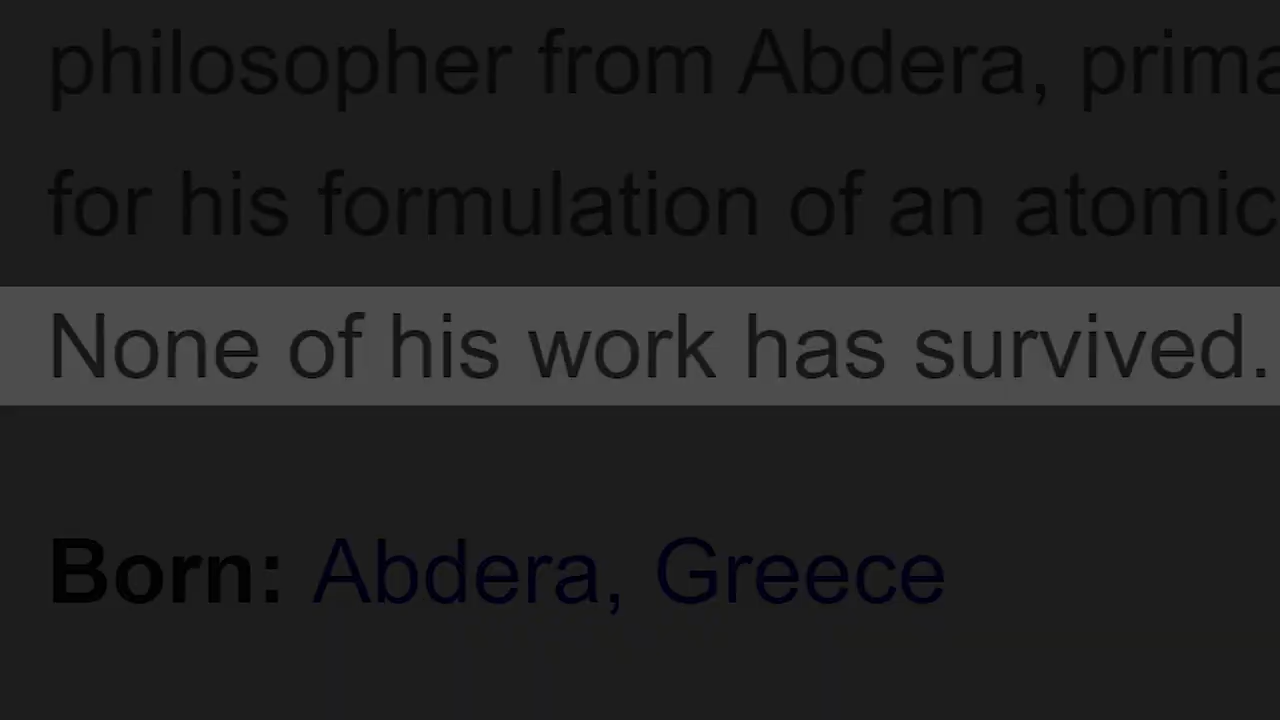 philosopher from Abdera, prima
for his formulation of an atomic
None of his work has survived.
Born: Abdera, Greece